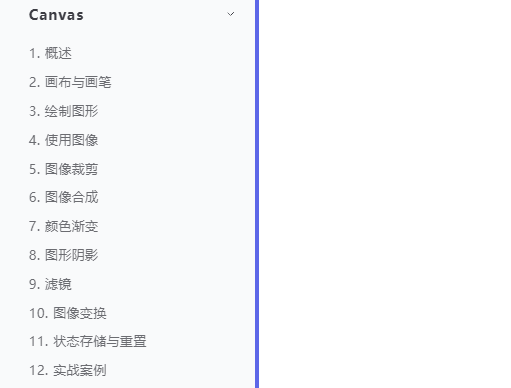 Canvas
1. 概述
2. 画布与画笔
3. 绘制图形
4. 使用图像
5. 图像裁剪
6. 图像合成
7. 颜色渐变
8. 图形阴影
9. 滤镜
10. 图像变换
11. 状态存储与重置
12. 实战案例